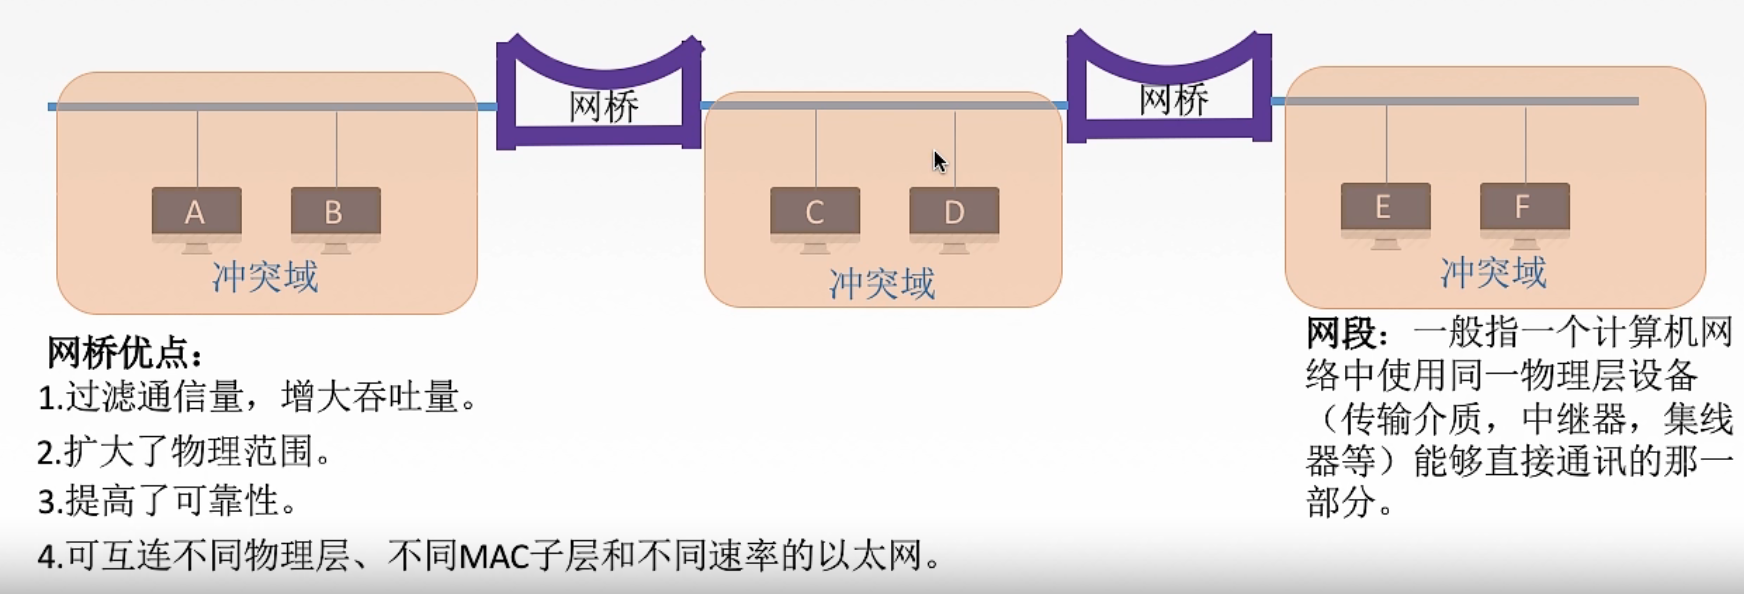 网桥
网桥
A
B
C
D
E
F
冲突域
冲突域
冲突域
网桥优点：
1.过滤通信量，增大吞吐量。
2.扩大了物理范围。
3.提高了可靠性。
4.可互连不同物理层、不同MAC子层和不同速率的以太网。
网段：一般指一个计算机网
络中使用同一物理层设备
（传输介质，中继器，集线
器等）能够直接通讯的那一
部分。